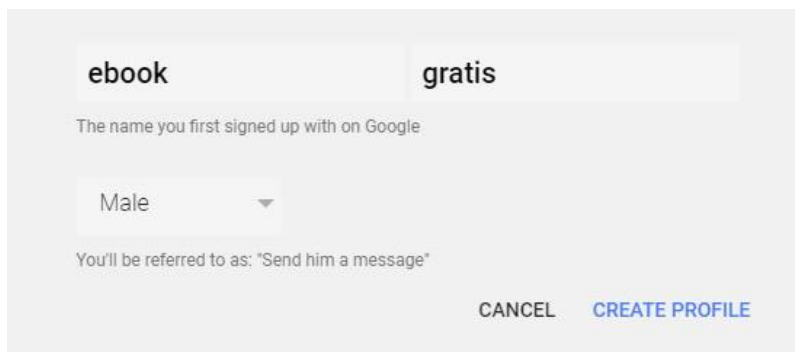 ebook gratis
The name you first signed up with on Google
Male
You'll be referred to as: "Send him a message"
CANCEL CREATE PROFILE